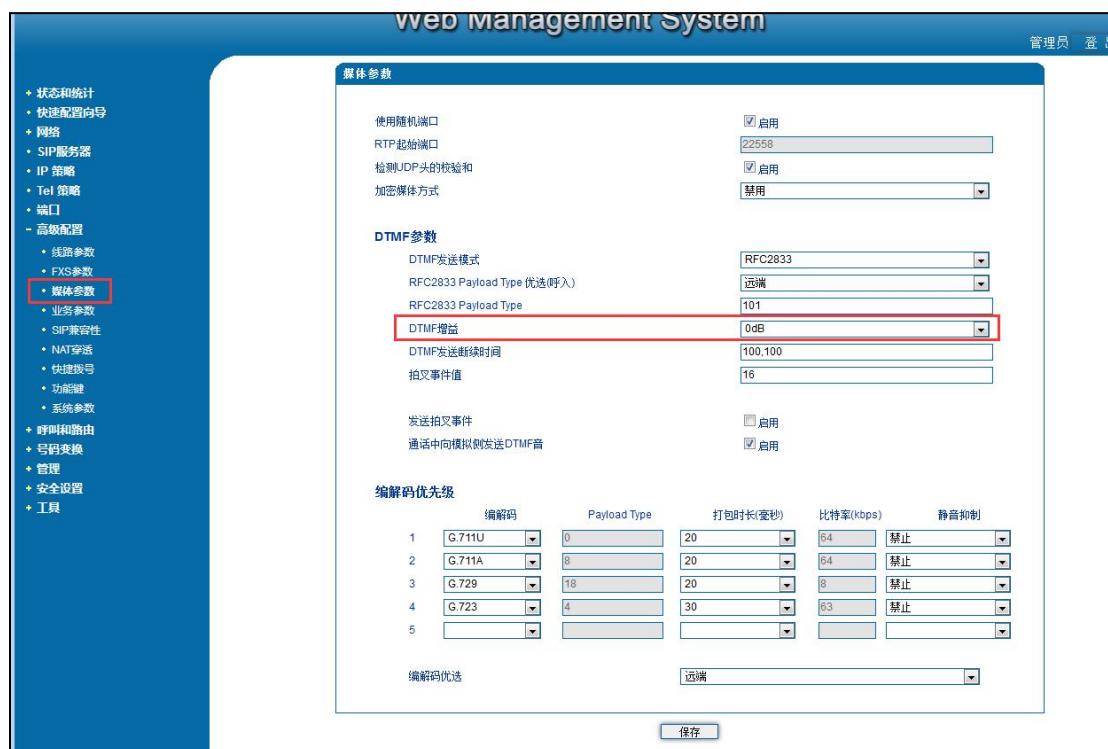 Web Management System
管理员 登 出
+ 状态和统计
• 快速配置向导
+ 网络
• SIP服务器
• IP 策略
• Tel 策略
• 端口
- 高级配置
• 线路参数
• FXS参数
• 媒体参数
• 业务参数
• SIP兼容性
• NAT穿透
• 快捷拨号
• 功能键
• 系统参数
+ 呼叫和路由
+ 号码变换
+ 管理
+ 安全设置
+ 工具
媒体参数
使用随机端口 启用
RTP起始端口 22558
检测UDP头的校验和 启用
加密媒体方式 禁用
DTMF参数
DTMF发送模式 RFC2833
RFC2833 Payload Type 优选(呼入) 远端
RFC2833 Payload Type 101
DTMF增益 0dB
DTMF发送断续时间 100,100
拍叉事件值 16
发送拍叉事件 启用
通话中向模拟侧发送DTMF音 启用
编解码优先级
编解码 Payload Type 打包时长(毫秒) 比特率(kbps) 静音抑制
1 G.711U 0 20 64 禁止
2 G.711A 8 20 64 禁止
3 G.729 18 20 8 禁止
4 G.723 4 30 63 禁止
5
编解码优选 远端
保存